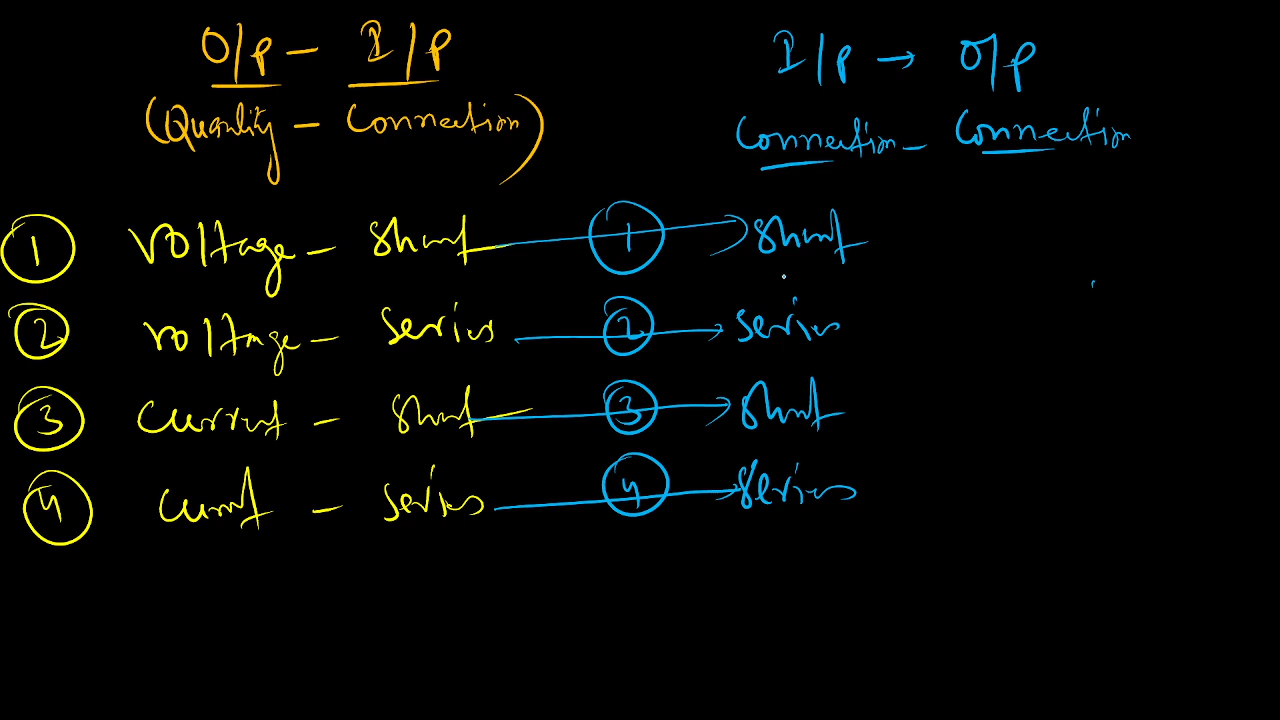 O/p - I/p
(Quantity - Connection)
I/p → O/p
Connection - Connection
1 Voltage - shunt 1 → shunt
2 Voltage - series 2 → series
3 Current - shunt 3 → shunt
4 Current - series 4 → series